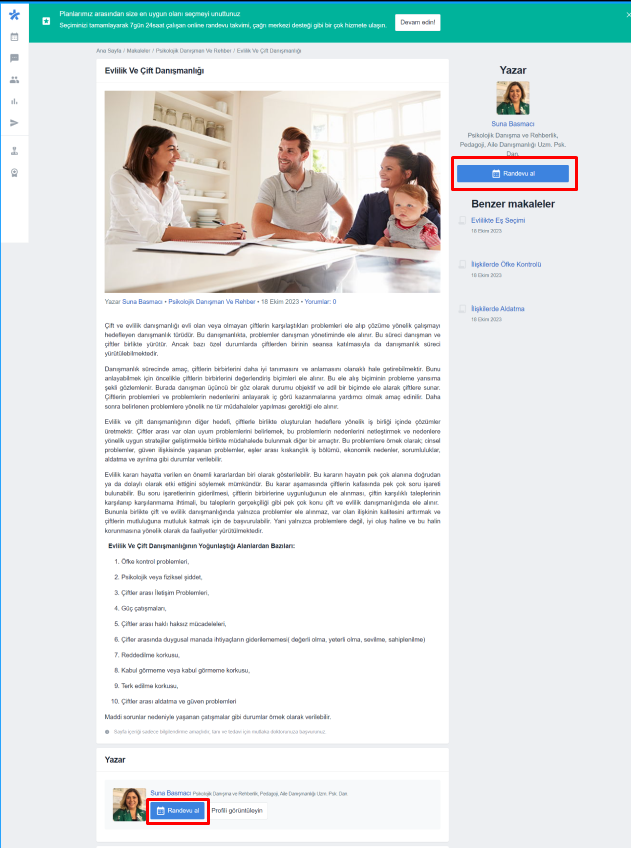 Planlarımız arasından size en uygun olanı seçmeyi unuttunuz
Seçiminizi tamamlayarak 7gün 24saat çalışan online randevu takvimi, çağrı merkezi desteği gibi bir çok hizmete ulaşın.
Devam edin!
Ana Sayfa / Makaleler / Psikolojik Danışman Ve Rehber / Evlilik Ve Çift Danışmanlığı
Evlilik Ve Çift Danışmanlığı
Yazar Suna Basmacı • Psikolojik Danışman Ve Rehber • 18 Ekim 2023 • Yorumlar: 0
Çift ve evlilik danışmanlığı evli olan veya olmayan çiftlerin karşılaştıkları problemleri ele alıp çözüme yönelik çalışmayı
hedefleyen danışmanlık türüdür. Bu danışmanlıkta, problemler danışman yönetiminde ele alınır. Bu süreci danışman ve
çiftler birlikte yürütür. Ancak bazı özel durumlarda çiftlerden birinin seansa katılmasıyla da danışmanlık süreci
yürütülebilmektedir.
Danışmanlık sürecinde amaç, çiftlerin birbirlerini daha iyi tanımasını ve anlamasını olanaklı hale getirebilmektir. Bunu
anlayabilmek için öncelikle çiftlerin birbirlerini değerlendiriş biçimleri ele alınır. Bu ele alış biçiminin probleme yansıma
şekli gözlemlenir. Burada danışman üçüncü bir göz olarak durumu objektif ve adil bir biçimde ele alarak çiftlere sunar.
Çiftlerin problemleri ve problemlerin nedenlerini anlayarak iç görü kazanmalarına yardımcı olmak amaç edinilir. Daha
sonra belirlenen problemlere yönelik ne tür müdahaleler yapılması gerektiği ele alınır.
Evlilik ve çift danışmanlığının diğer hedefi, çiftlerle birlikte oluşturulan hedeflere yönelik iş birliği içinde çözümler
üretmektir. Çiftler arası var olan uyum problemlerini belirlemek, bu problemlerin nedenlerini netleştirmek ve nedenlere
yönelik uygun stratejiler geliştirmekle birlikte müdahalede bulunmak diğer bir amaçtır. Bu problemlere örnek olarak; cinsel
problemler, güven ilişkisinde yaşanan problemler, eşler arası kıskançlık iş bölümü, ekonomik nedenler, sorumluluklar,
aldatma ve ayrılma gibi durumlar verilebilir.
Evlilik kararı hayatta verilen en önemli kararlardan biri olarak gösterilebilir. Bu kararın hayatın pek çok alanına doğrudan
ya da dolaylı olarak etki ettiğini söylemek mümkündür. Bu karar aşamasında çiftlerin kafasında pek çok soru işareti
bulunabilir. Bu soru işaretlerinin giderilmesi, çiftlerin birbirlerine uygunluğunun ele alınması, çiftin karşılıklı taleplerinin
karşılanıp karşılanmama ihtimali, bu taleplerin gerçekçiliği gibi pek çok konu çift ve evlilik danışmanlığında ele alınır.
Bununla birlikte çift ve evlilik danışmanlığında yalnızca problemler ele alınmaz, var olan ilişkinin kalitesini arttırmak ve
çiftlerin mutluluğuna mutluluk katmak için de başvurulabilir. Yani yalnızca problemlere değil, iyi oluş haline ve bu halin
korunmasına yönelik olarak da faaliyetler yürütülmektedir.
Evlilik Ve Çift Danışmanlığının Yoğunlaştığı Alanlardan Bazıları:
1. Öfke kontrol problemleri,
2. Psikolojik veya fiziksel şiddet,
3. Çiftler arası İletişim Problemleri,
4. Güç çatışmaları,
5. Çiftler arası haklı haksız mücadeleleri,
6. Çifler arasında duygusal manada ihtiyaçların giderilememesi( değerli olma, yeterli olma, sevilme, sahiplenilme)
7. Reddedilme korkusu,
8. Kabul görmeme veya kabul görmeme korkusu,
9. Terk edilme korkusu,
10. Çiftler arası aldatma ve güven problemleri
Maddi sorunlar nedeniyle yaşanan çatışmalar gibi durumlar örnek olarak verilebilir.
Sayfa içeriği sadece bilgilendirme amaçlıdır, tanı ve tedavi için mutlaka doktorunuza başvurunuz.
Yazar
Suna Basmacı Psikolojik Danışma ve Rehberlik, Pedagoji, Aile Danışmanlığı Uzm. Psk. Dan
Randevu al
Profili görüntüleyin
Yazar
Suna Basmacı
Psikolojik Danışma ve Rehberlik,
Pedagoji, Aile Danışmanlığı Uzm. Psk.
Dan
Randevu al
Benzer makaleler
Evlilikte Eş Seçimi
18 Ekim 2023
İlişkilerde Öfke Kontrolü
18 Ekim 2023
İlişkilerde Aldatma
18 Ekim 2023